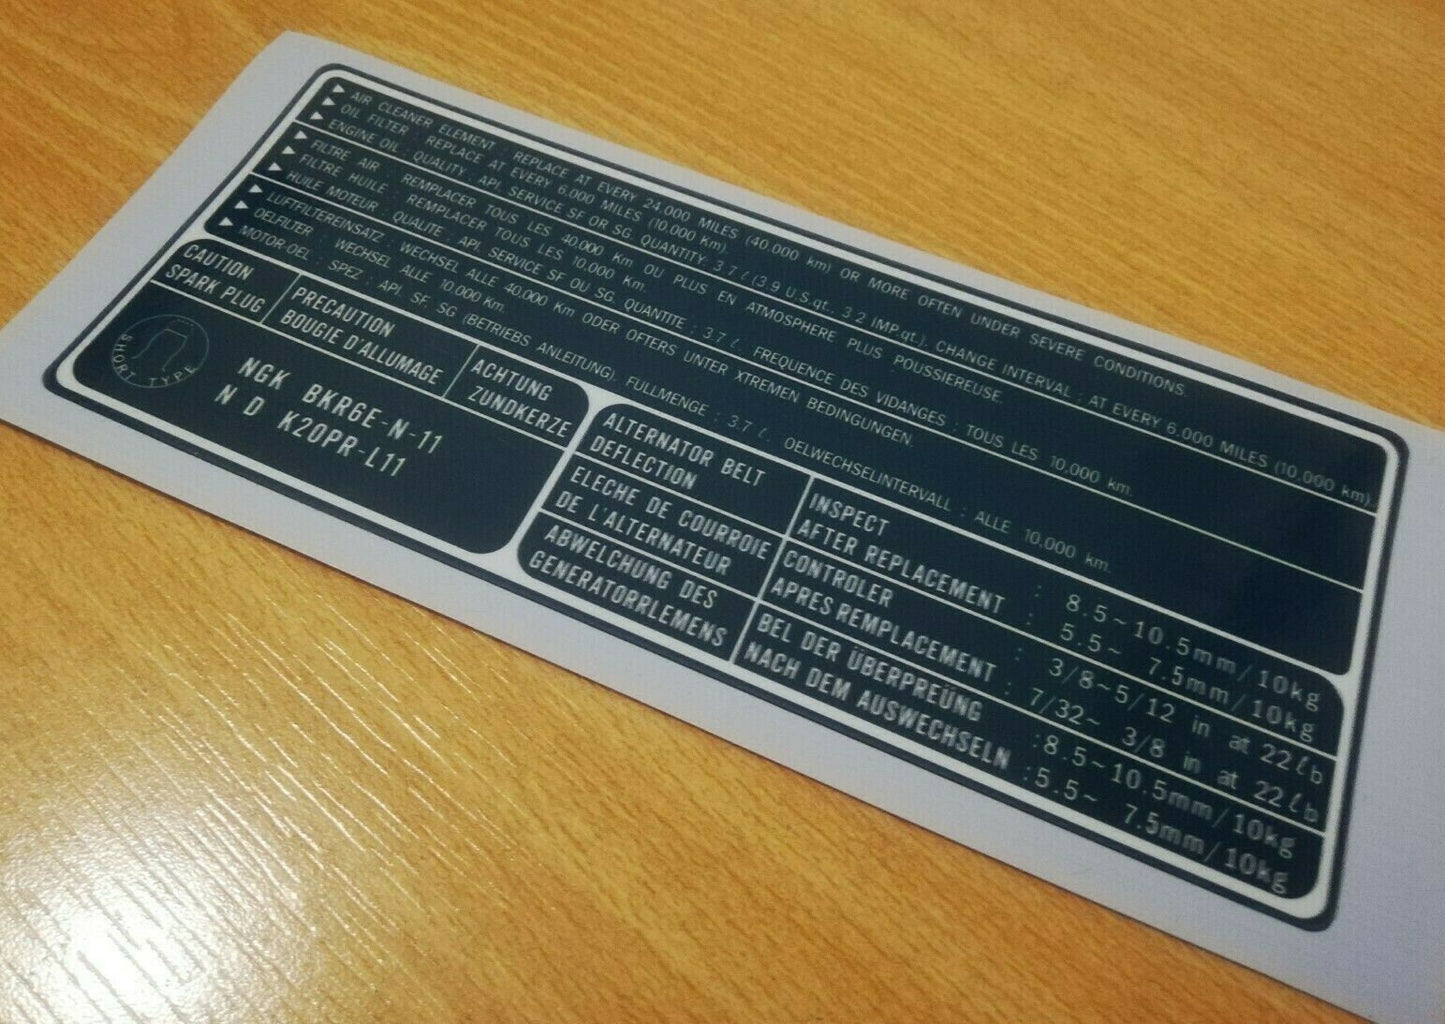 ▶ AIR CLEANER ELEMENT : REPLACE AT EVERY 24,000 MILES (40,000 km) OR MORE OFTEN UNDER SEVERE CONDITIONS.
▶ OIL FILTER : REPLACE AT EVERY 6,000 MILES (10,000 Km).
▶ ENGINE OIL : QUALITY : API. SERVICE SF OR SG. QUANTITY: 3.7 ℓ (3.9 U.S.qt., 3.2 IMP.qt.). CHANGE INTERVAL : AT EVERY 6,000 MILES (10,000 km).
▶ FILTRE AIR : REMPLACER TOUS LES 40,000 Km OU PLUS EN ATMOSPHERE PLUS POUSSIEREUSE.
▶ FILTRE HUILE : REMPLACER TOUS LES 10,000 km.
▶ HUILE MOTEUR : QUALITE : API. SERVICE SF OU SG. QUANTITE : 3.7 ℓ. FREQUENCE DES VIDANGES : TOUS LES 10,000 km.
▶ LUFTFILTEREINSATZ : WECHSEL ALLE 40,000 Km ODER OFTERS UNTER XTREMEN BEDINGUNGEN.
▶ OELFILTER : WECHSEL ALLE 10,000 Km.
▶ MOTOR-OEL : SPEZ : API. SF, SG (BETRIEBS ANLEITUNG), FULLMENGE : 3.7 ℓ. OELWECHSELINTERVALL : ALLE 10,000 km.
CAUTION
SPARK PLUG
PRECAUTION
BOUGIE D'ALLUMAGE
ACHTUNG
ZUNDKERZE
SHORT TYPE
NGK BKR6E-N-11
N D K20PR-L11
ALTERNATOR BELT
DEFLECTION
INSPECT : 8.5~10.5mm/10kg
AFTER REPLACEMENT : 5.5~ 7.5mm/10kg
ELECHE DE COURROIE
DE L'ALTERNATEUR
CONTROLER : 3/8~5/12 in at 22ℓb
APRES REMPLACEMENT : 7/32~ 3/8 in at 22ℓb
ABWELCHUNG DES
GENERATORRLEMENS
BEL DER ÜBERPREÜNG :8.5~10.5mm/10kg
NACH DEM AUSWECHSELN :5.5~ 7.5mm/10kg